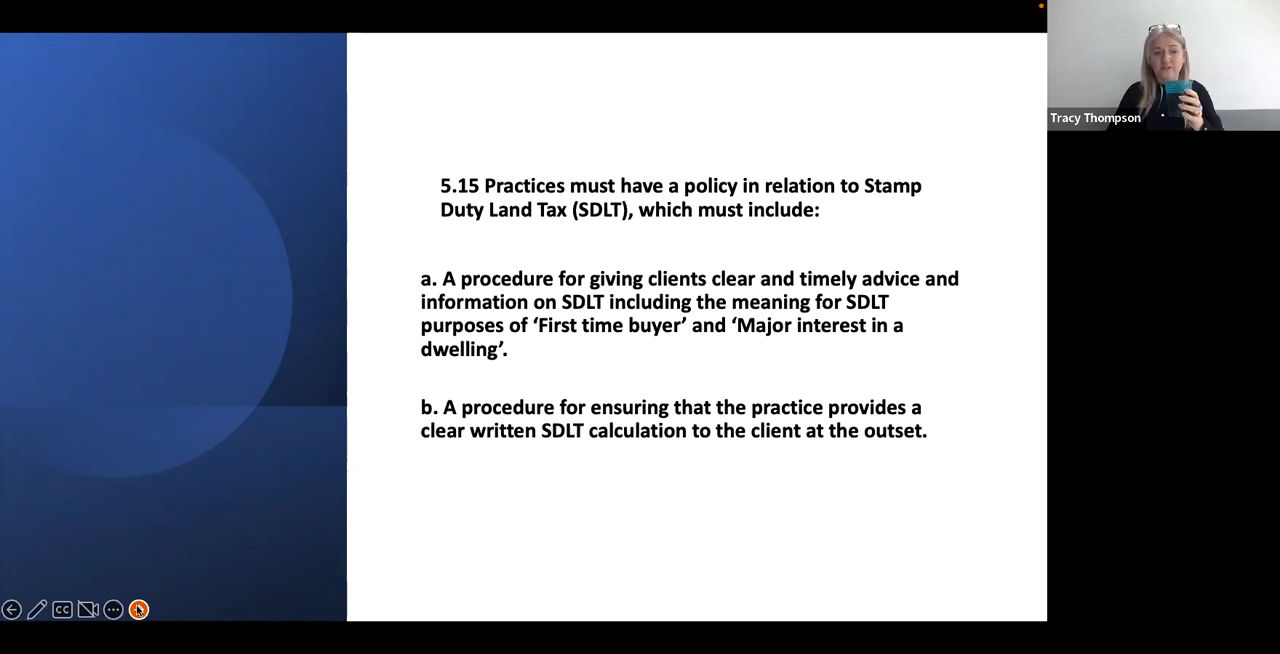 5.15 Practices must have a policy in relation to Stamp
Duty Land Tax (SDLT), which must include:
a. A procedure for giving clients clear and timely advice and
information on SDLT including the meaning for SDLT
purposes of ‘First time buyer’ and ‘Major interest in a
dwelling’.
b. A procedure for ensuring that the practice provides a
clear written SDLT calculation to the client at the outset.
Tracy Thompson
CC